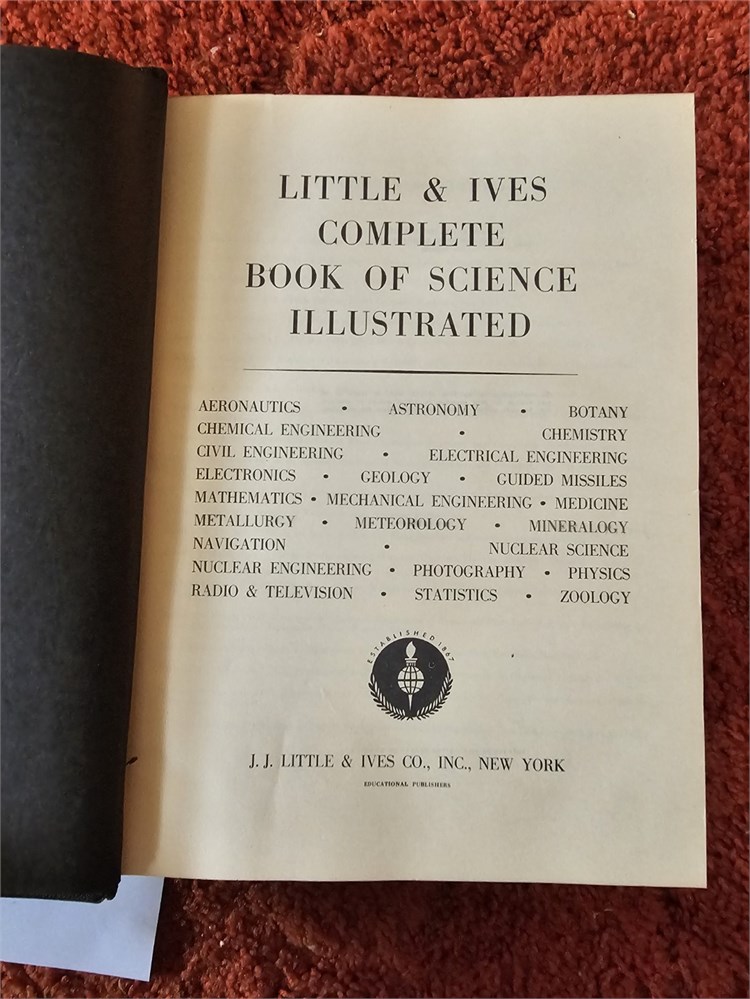 LITTLE & IVES
COMPLETE
BOOK OF SCIENCE
ILLUSTRATED
AERONAUTICS • ASTRONOMY • BOTANY
CHEMICAL ENGINEERING • CHEMISTRY
CIVIL ENGINEERING • ELECTRICAL ENGINEERING
ELECTRONICS • GEOLOGY • GUIDED MISSILES
MATHEMATICS • MECHANICAL ENGINEERING • MEDICINE
METALLURGY • METEOROLOGY • MINERALOGY
NAVIGATION • NUCLEAR SCIENCE
NUCLEAR ENGINEERING • PHOTOGRAPHY • PHYSICS
RADIO & TELEVISION • STATISTICS • ZOOLOGY
ESTABLISHED 1867
J. J. LITTLE & IVES CO., INC., NEW YORK
EDUCATIONAL PUBLISHERS